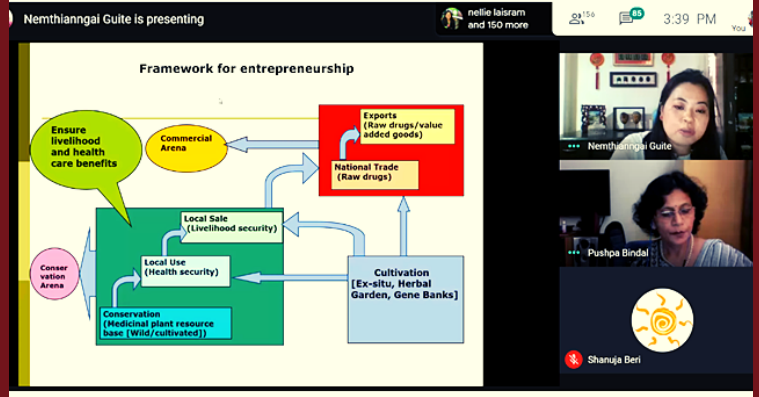 Nemthianngai Guite is presenting
nellie laisram
and 150 more
156
85
3:39 PM
You
Framework for entrepreneurship
Ensure
livelihood
and health
care benefits
Commercial
Arena
Exports
(Raw drugs/value
added goods)
National Trade
(Raw drugs)
Local Sale
(Livelihood security)
Local Use
(Health security)
Conser
vation
Arena
Conservation
(Medicinal plant resource
base [Wild/cultivated])
Cultivation
[Ex-situ, Herbal
Garden, Gene Banks]
Nemthianngai Guite
Pushpa Bindal
Shanuja Beri